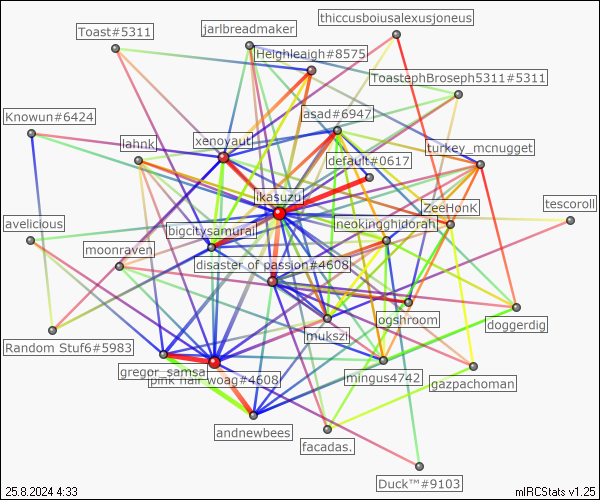 thiccusboiusalexusjoneus
Toast#5311
jarlbreadmaker
Heighleaigh#8575
ToastephBroseph5311#5311
Knowun#6424
asad#6947
xenoyaut
lahnk
turkey_mcnugget
default#0617
ikasuzu
ZeeHonK
tescoroll
avelicious
bigcitysamurai
neokingghidorah
moonraven
disaster of passion#4608
ogshroom
doggerdig
mukszi
Random Stuf6#5983
gregor_samsa
pink hair woag#4608
mingus4742
gazpachoman
andnewbees
facadas.
Duck™#9103
25.8.2024 4:33
mIRCStats v1.25